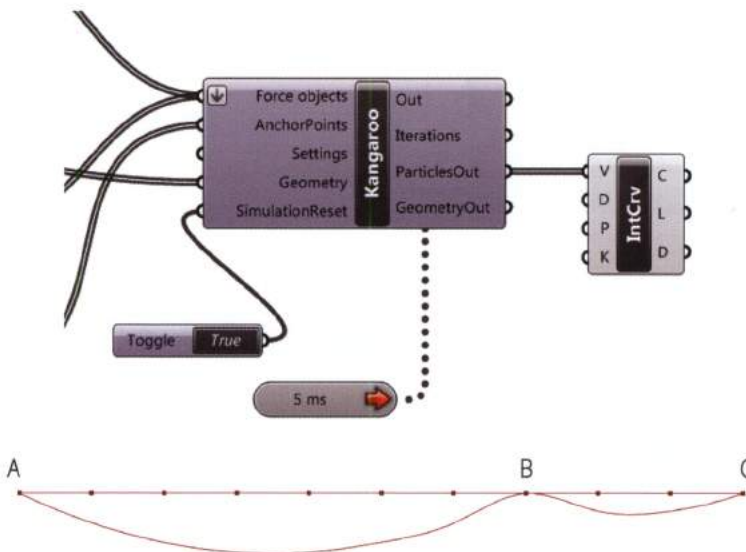 Force objects
AnchorPoints
Settings
Geometry
SimulationReset
Kangaroo
Out
Iterations
ParticlesOut
GeometryOut
V
D
P
K
IntCrv
C
L
D
Toggle True
5 ms
A B C